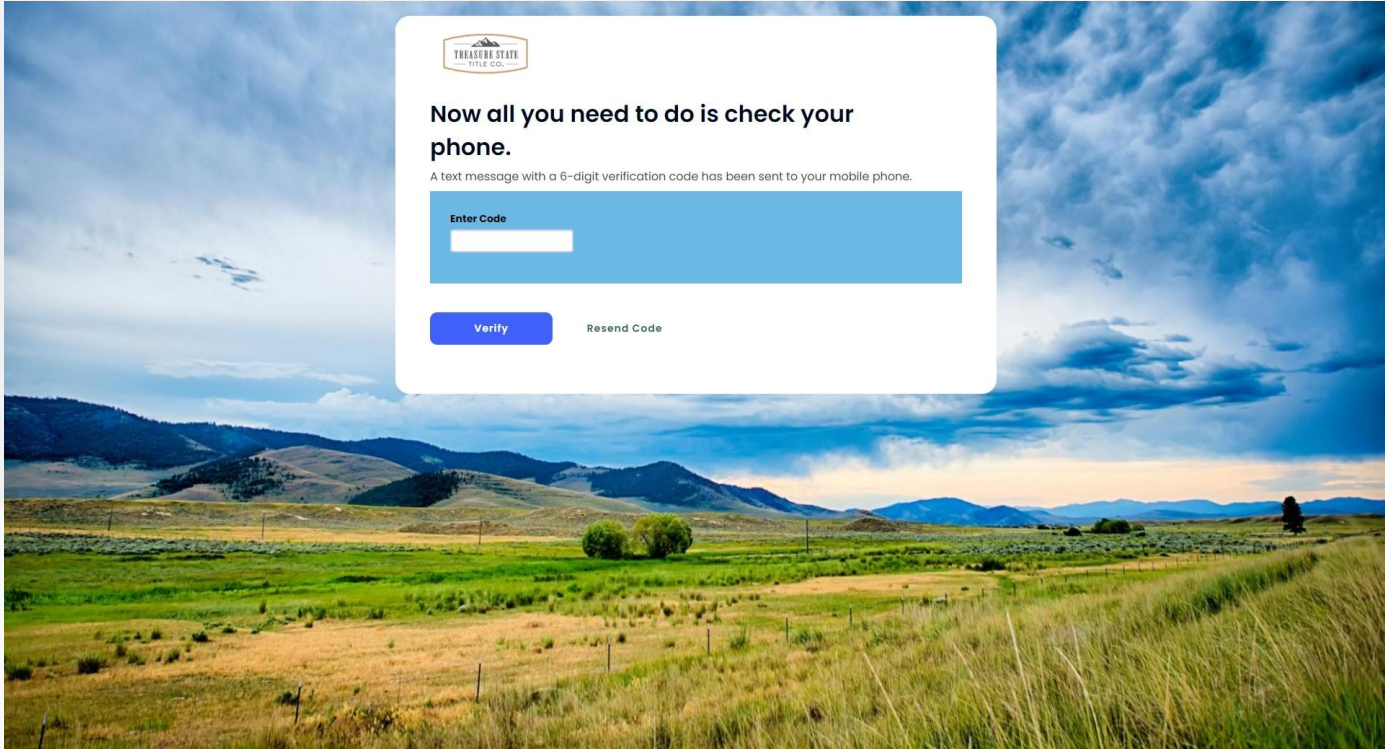 TREASURE STATE
TITLE CO.
Now all you need to do is check your
phone.
A text message with a 6-digit verification code has been sent to your mobile phone.
Enter Code
Verify
Resend Code